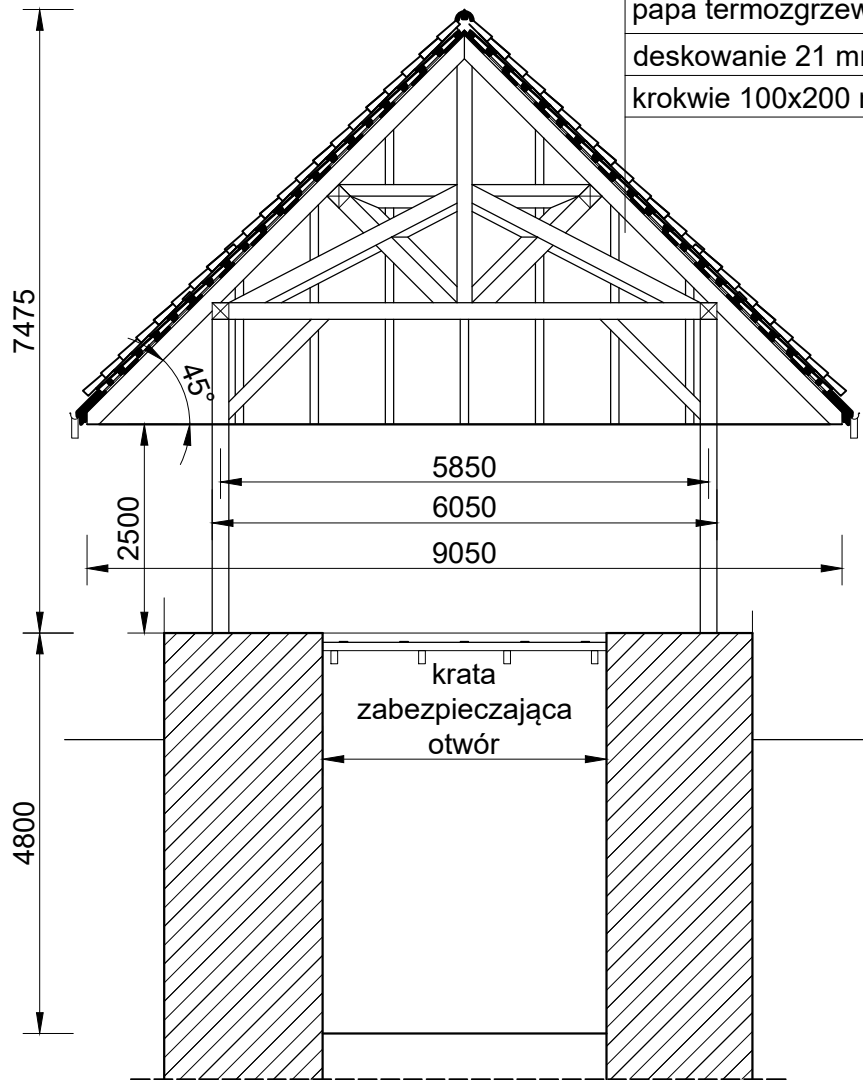 papa termozgrzew
deskowanie 21 m
krokwie 100x200
7475
45°
2500
5850
6050
9050
krata
zabezpieczająca
otwór
4800